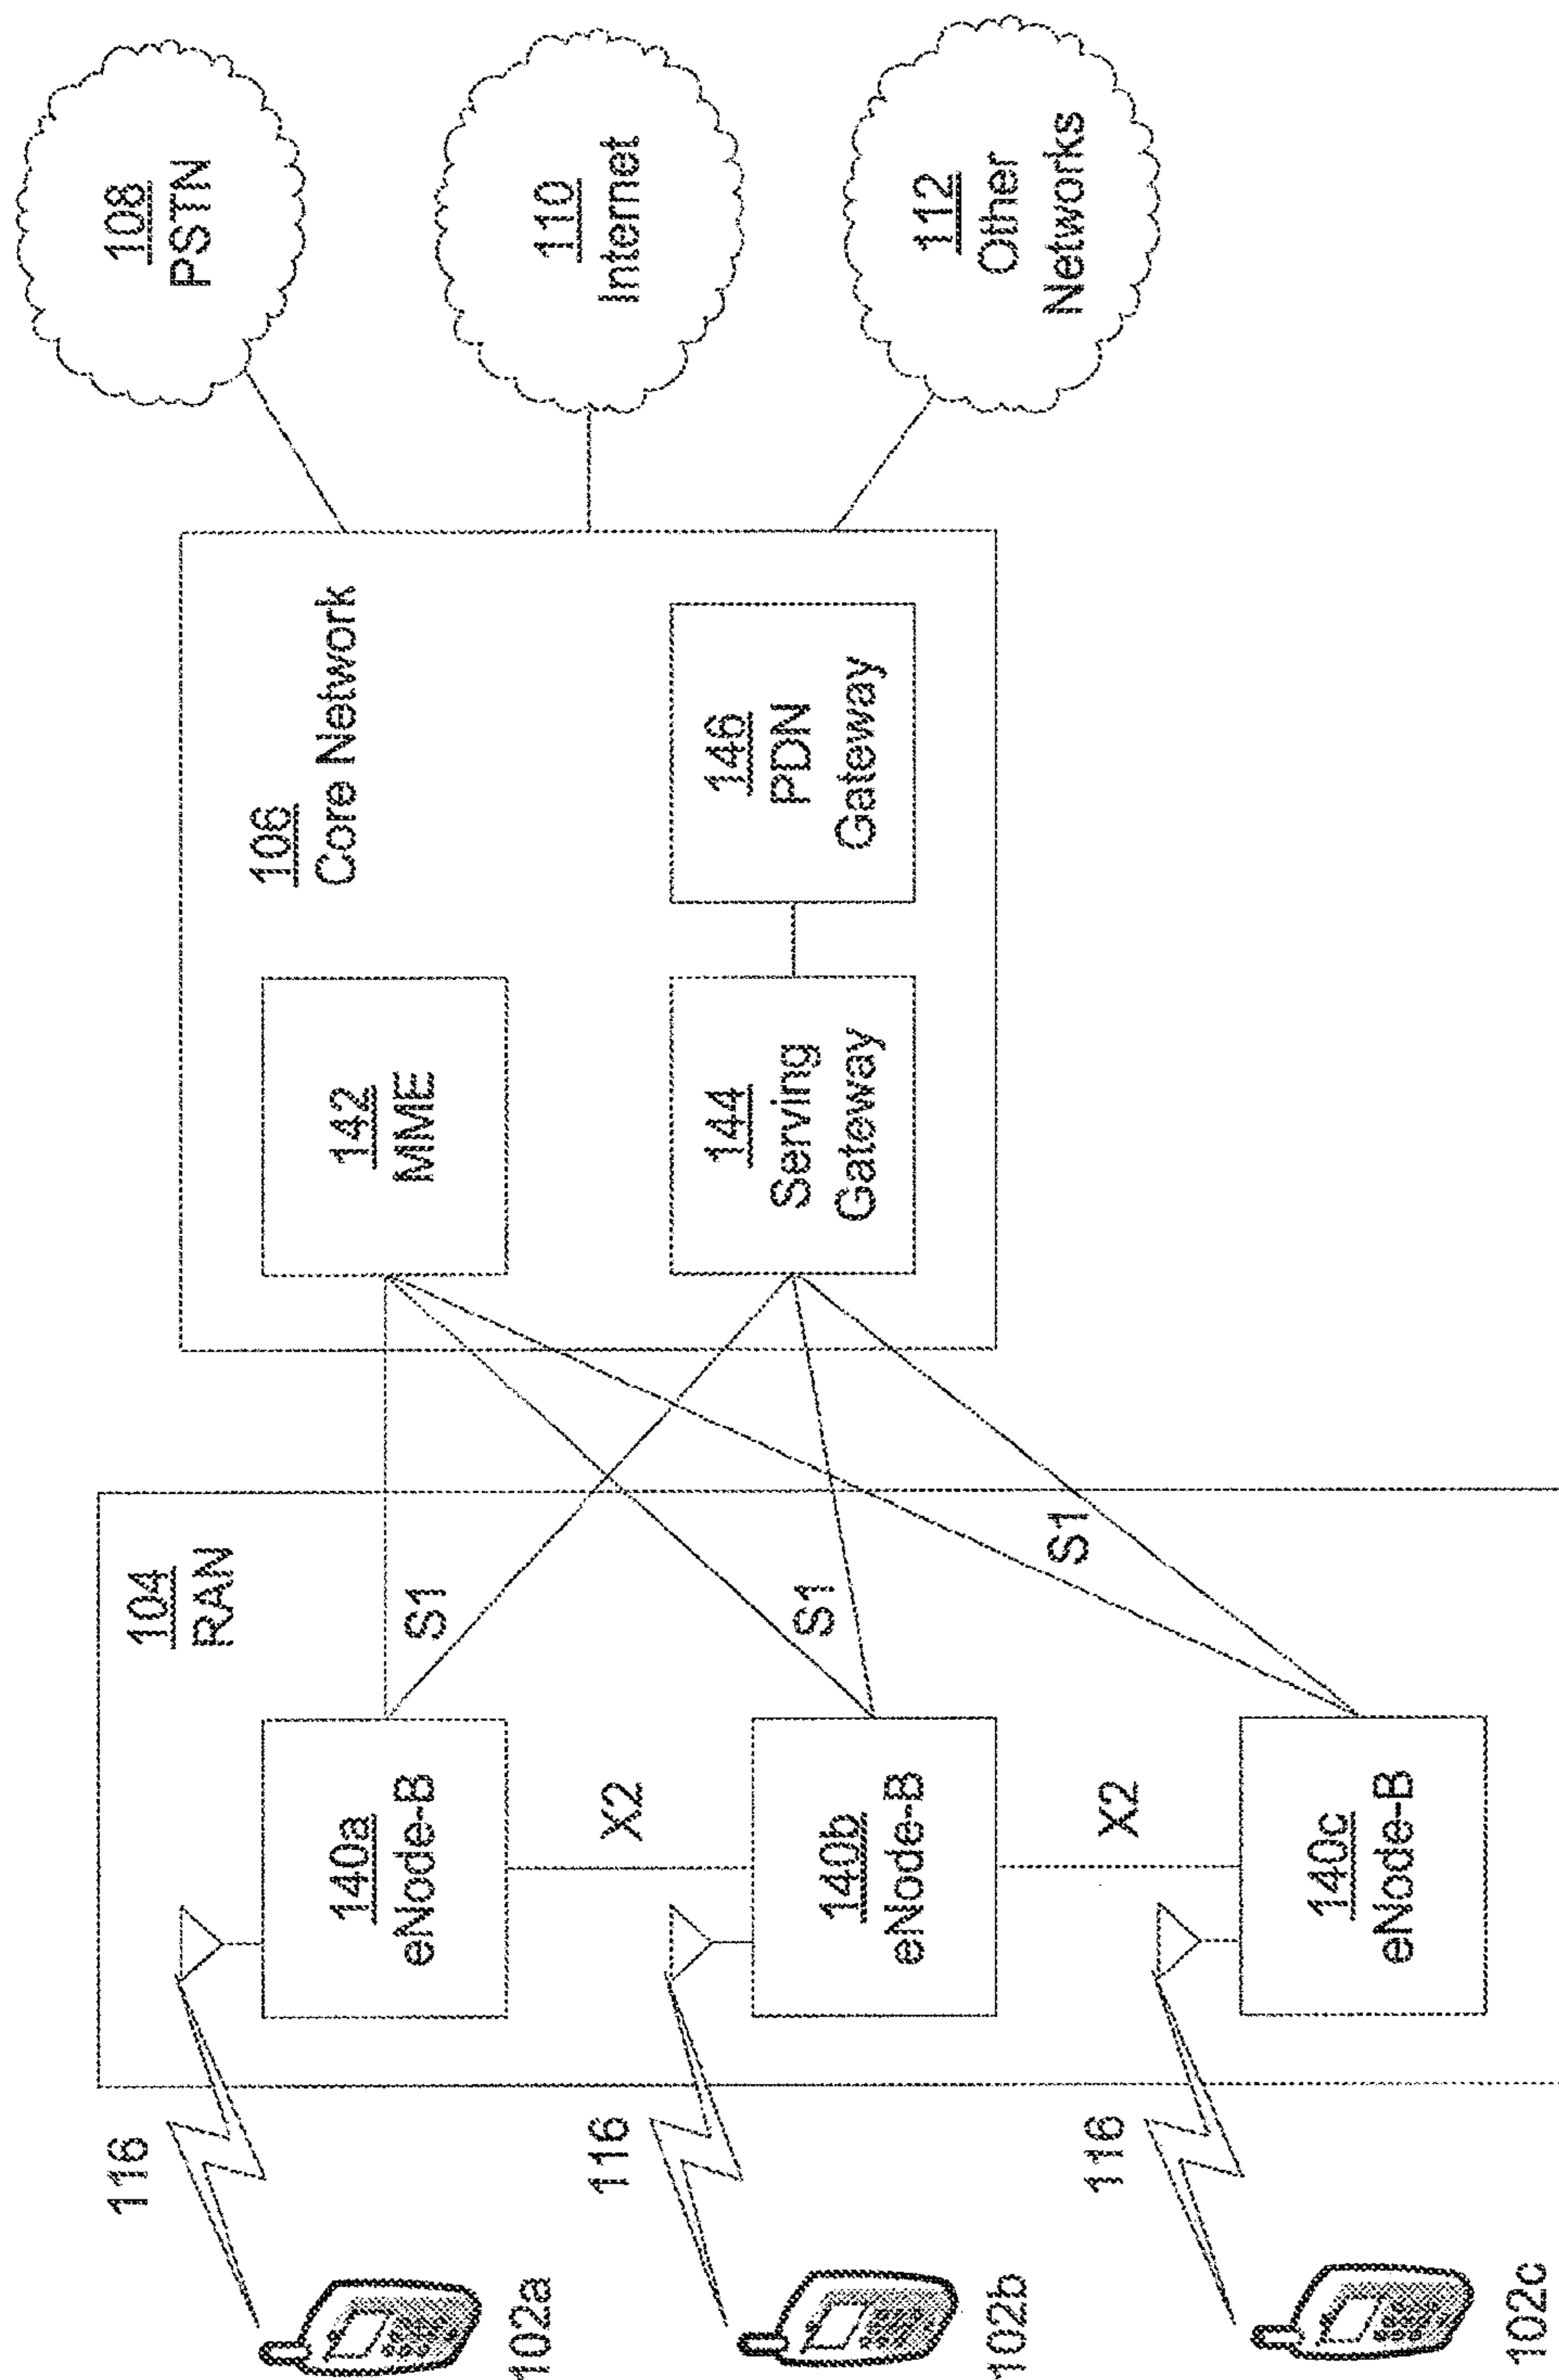 102a
116
104
RAN
140a
eNode-B
S1
X2
102b
116
140b
eNode-B
S1
X2
102c
116
140c
eNode-B
S1
106
Core Network
142
MME
144
Serving
Gateway
146
PDN
Gateway
108
PSTN
110
Internet
112
Other
Networks